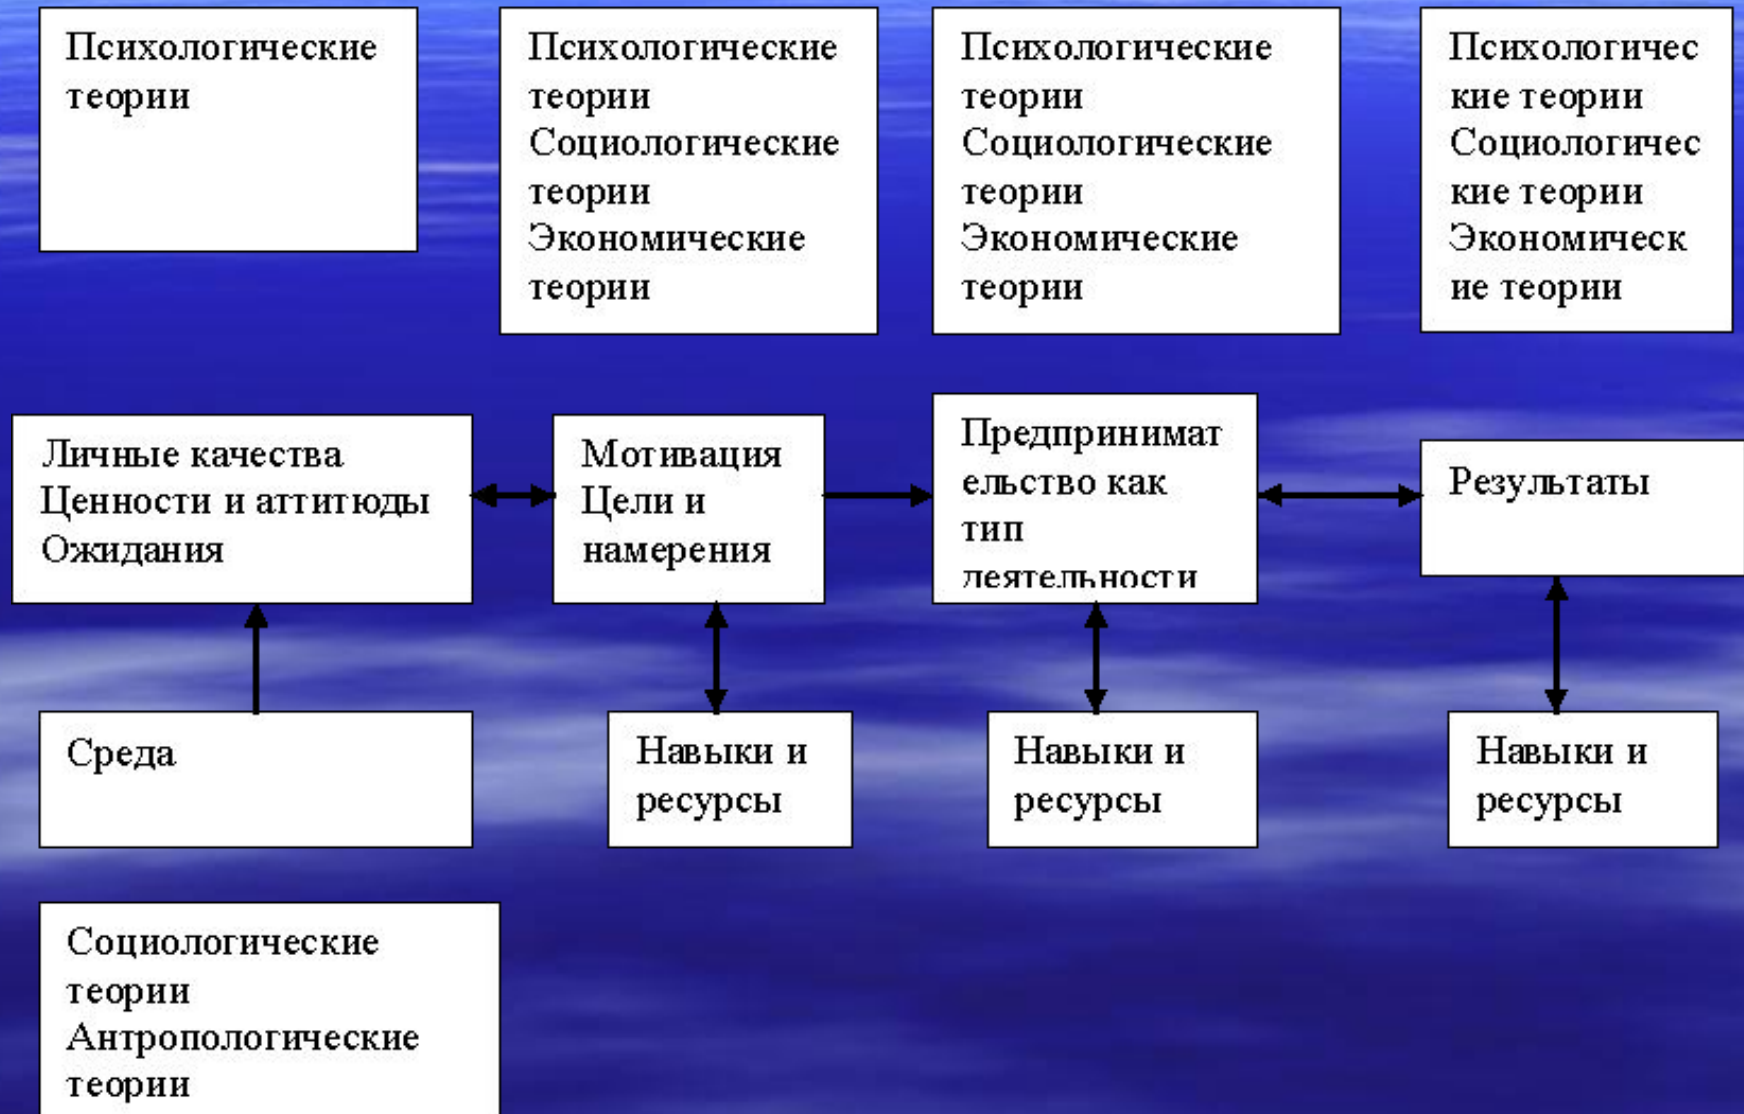 Психологические
теории
Психологические
теории
Социологические
теории
Экономические
теории
Психологические
теории
Социологические
теории
Экономические
теории
Психологичес
кие теории
Социологичес
кие теории
Экономическ
ие теории
Личные качества
Ценности и аттитюды
Ожидания
Мотивация
Цели и
намерения
Предпринимат
ельство как
тип
деятельности
Результаты
Среда
Навыки и
ресурсы
Навыки и
ресурсы
Навыки и
ресурсы
Социологические
теории
Антропологические
теории